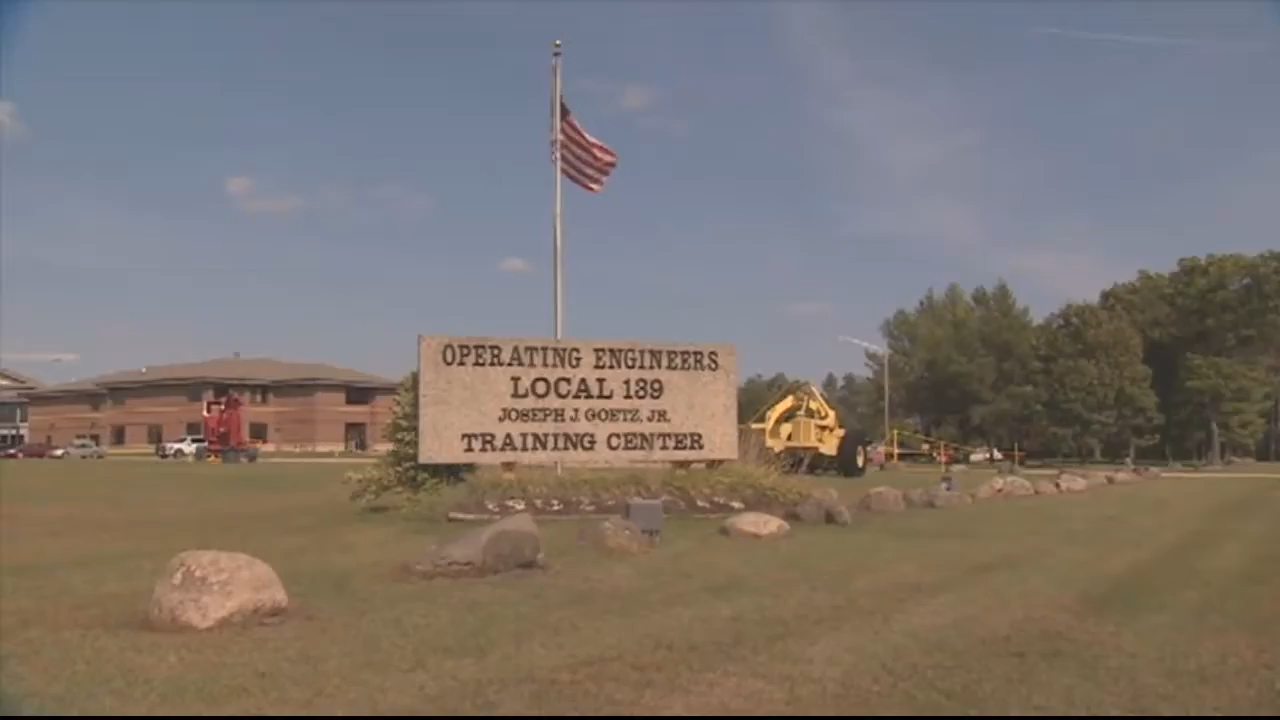 OPERATING ENGINEERS
LOCAL 139
JOSEPH J. GOETZ, JR.
TRAINING CENTER